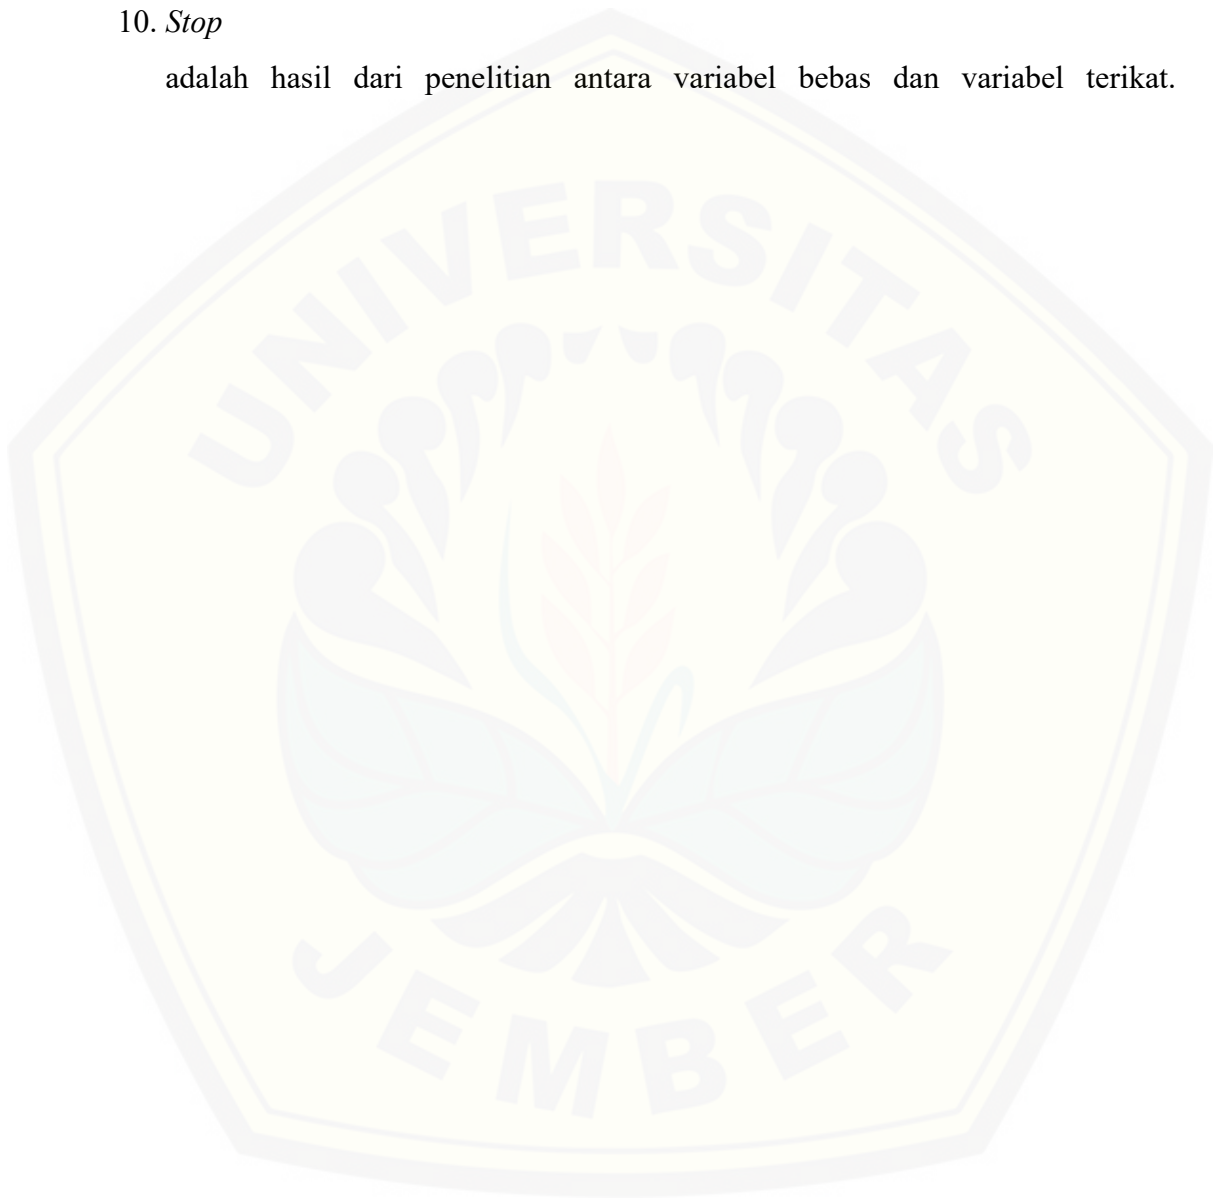 10. Stop
adalah hasil dari penelitian antara variabel bebas dan variabel terikat.
UNIVERSITAS
JEMBER